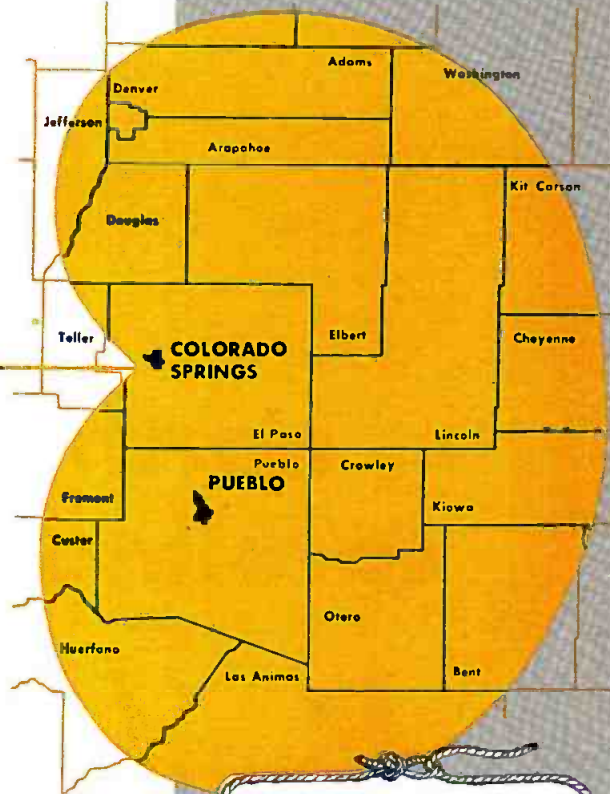 Adams
Washington
Denver
Jefferson
Arapahoe
Kit Carson
Douglas
Teller
Elbert
Cheyenne
COLORADO
SPRINGS
El Paso
Lincoln
Pueblo
Crowley
PUEBLO
Fremont
Kiowa
Custer
Otero
Huerfano
Las Animas
Bent